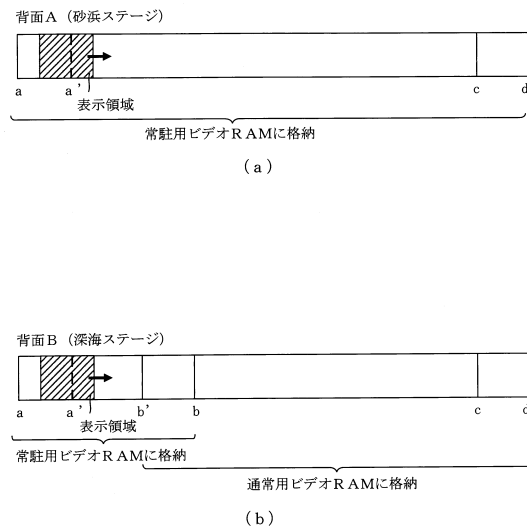 背面A（砂浜ステージ）
a a' c d
表示領域
常駐用ビデオRAMに格納
(a)
背面B（深海ステージ）
a a' b' b c d
表示領域
常駐用ビデオRAMに格納
通常用ビデオRAMに格納
(b)